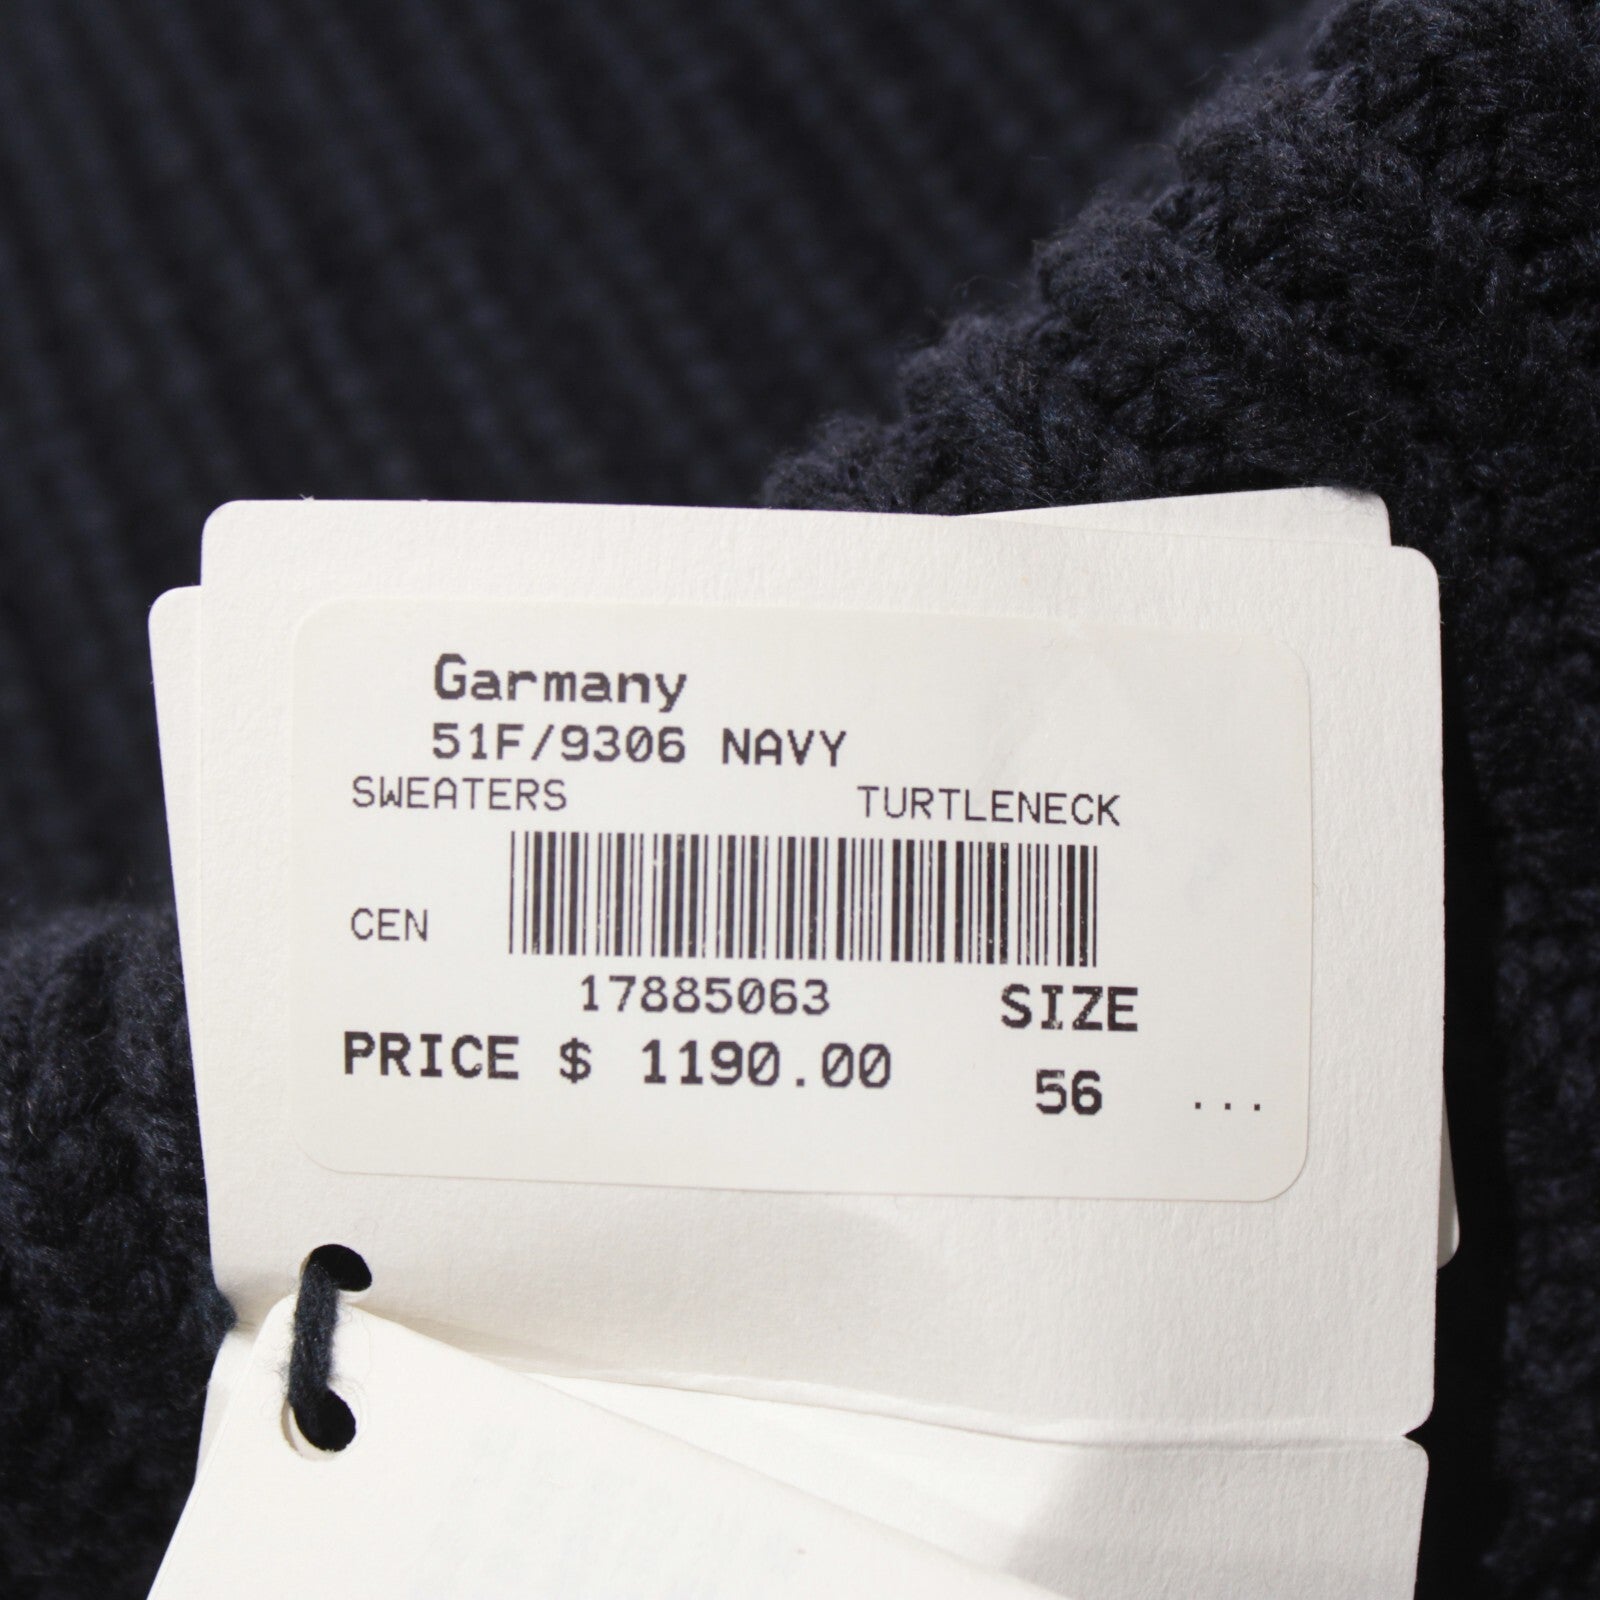 Garmany
51F/9306 NAVY
SWEATERS TURTLENECK
CEN
17885063 SIZE
PRICE $ 1190.00
56 ...